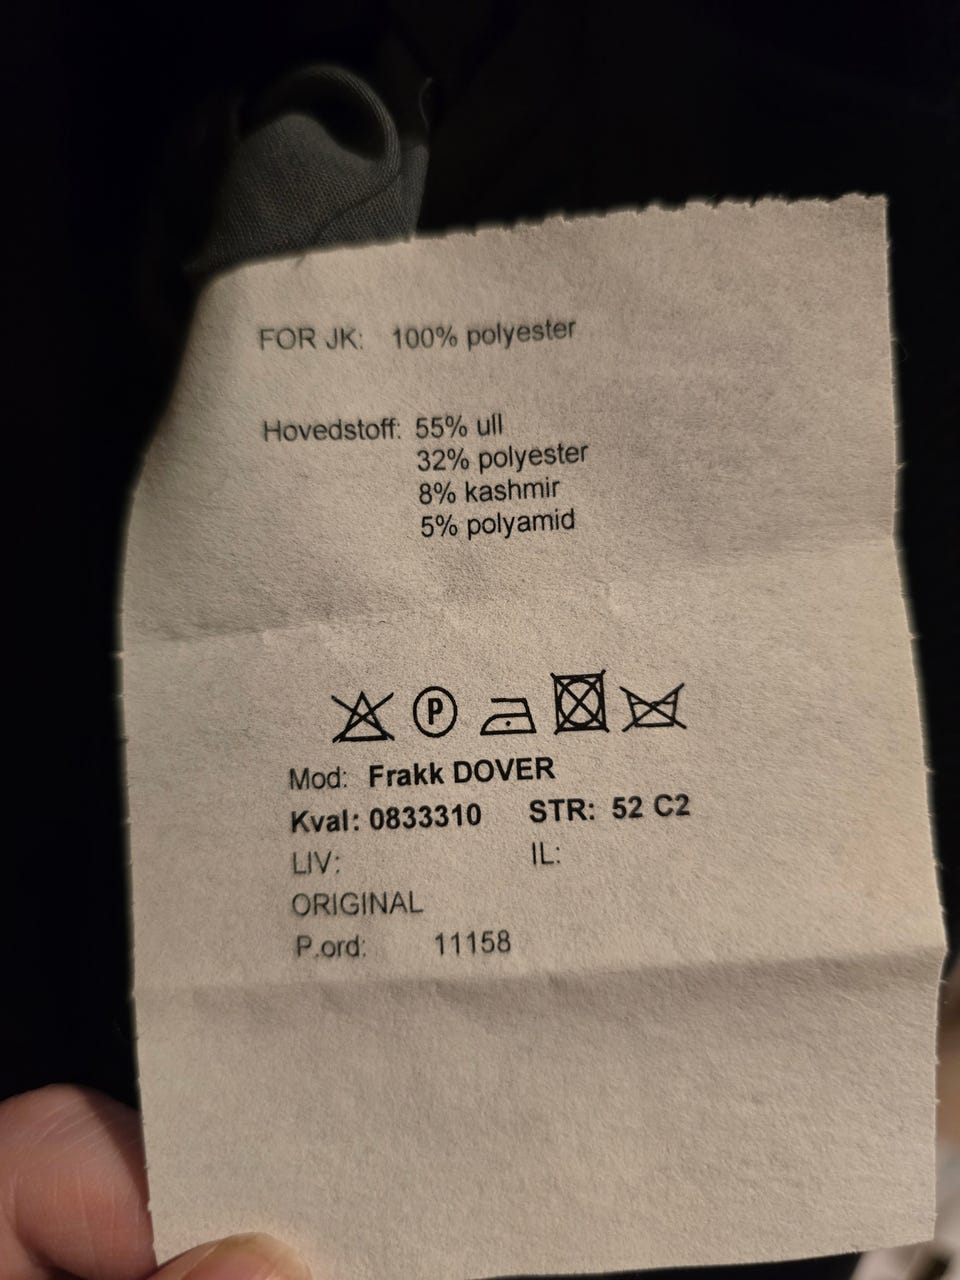 FOR JK: 100% polyester
Hovedstoff: 55% ull
32% polyester
8% kashmir
5% polyamid
P
Mod: Frakk DOVER
Kval: 0833310 STR: 52 C2
LIV: IL:
ORIGINAL
P.ord: 11158